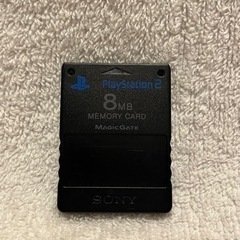 PlayStation 2
8MB
MEMORY CARD
MAGICGATE
SONY